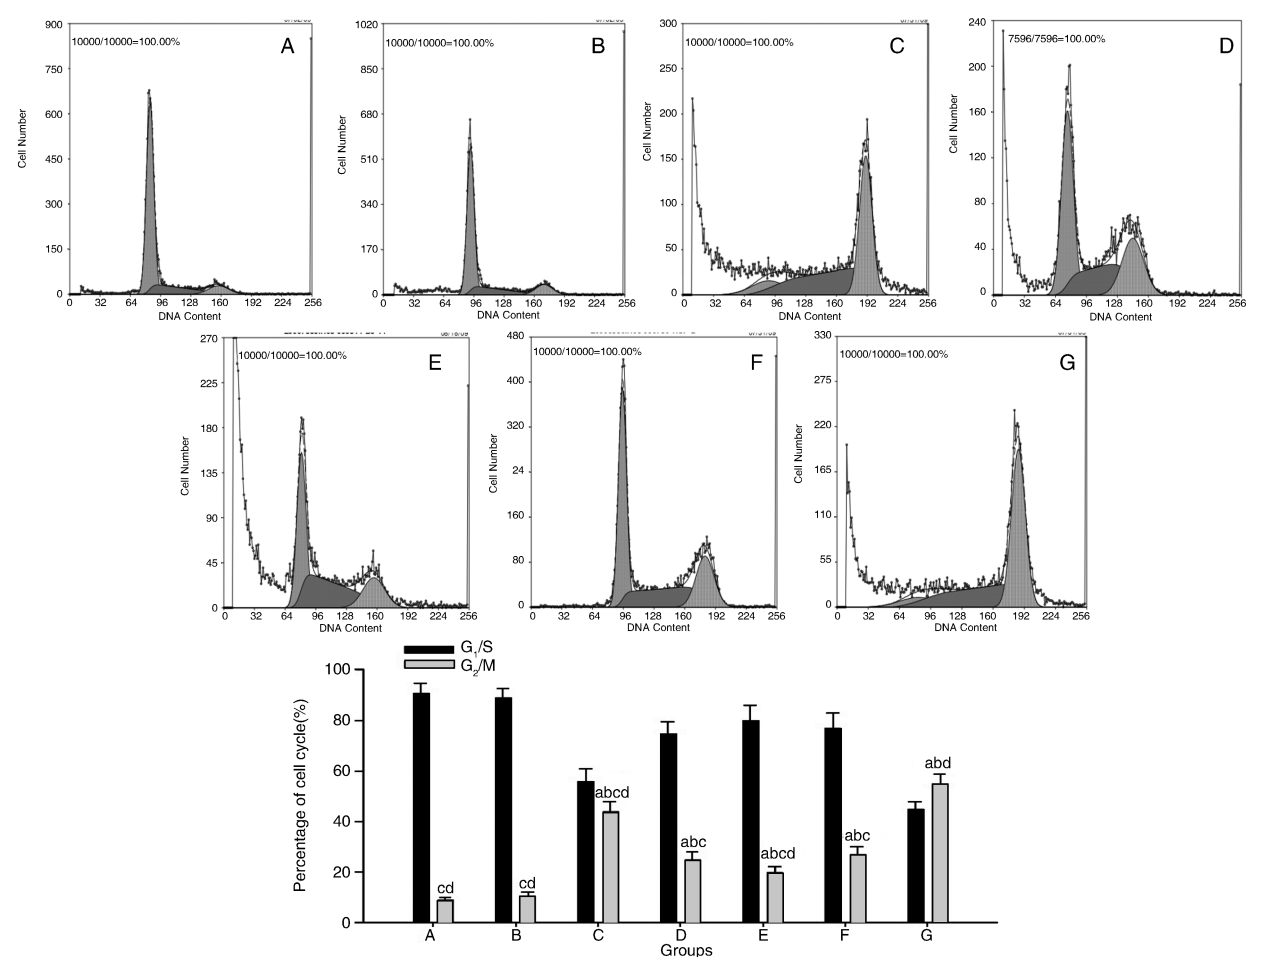 900
750
600
450
300
150
0
Cell Number
10000/10000=100.00%
A
0 32 64 96 128 160 192 224 256
DNA Content
1020
850
680
510
340
170
0
Cell Number
10000/10000=100.00%
B
0 32 64 96 128 160 192 224 256
DNA Content
300
250
200
150
100
50
0
Cell Number
10000/10000=100.00%
C
0 32 64 96 128 160 192 224 256
DNA Content
240
200
160
120
80
40
0
Cell Number
7596/7596=100.00%
D
0 32 64 96 128 160 192 224 256
DNA Content
270
225
180
135
90
45
0
Cell Number
10000/10000=100.00%
E
0 32 64 96 128 160 192 224 256
DNA Content
480
400
320
24
160
80
0
Cell Number
10000/10000=100.00%
F
0 32 64 96 128 160 192 224 256
DNA Content
330
275
220
165
110
55
0
Cell Number
10000/10000=100.00%
G
0 32 64 96 128 160 192 224 256
DNA Content
G1/S
G2/M
100
80
60
40
20
0
Percentage of cell cycle(%)
cd
cd
abcd
abc
abcd
abc
abd
A B C D E F G
Groups